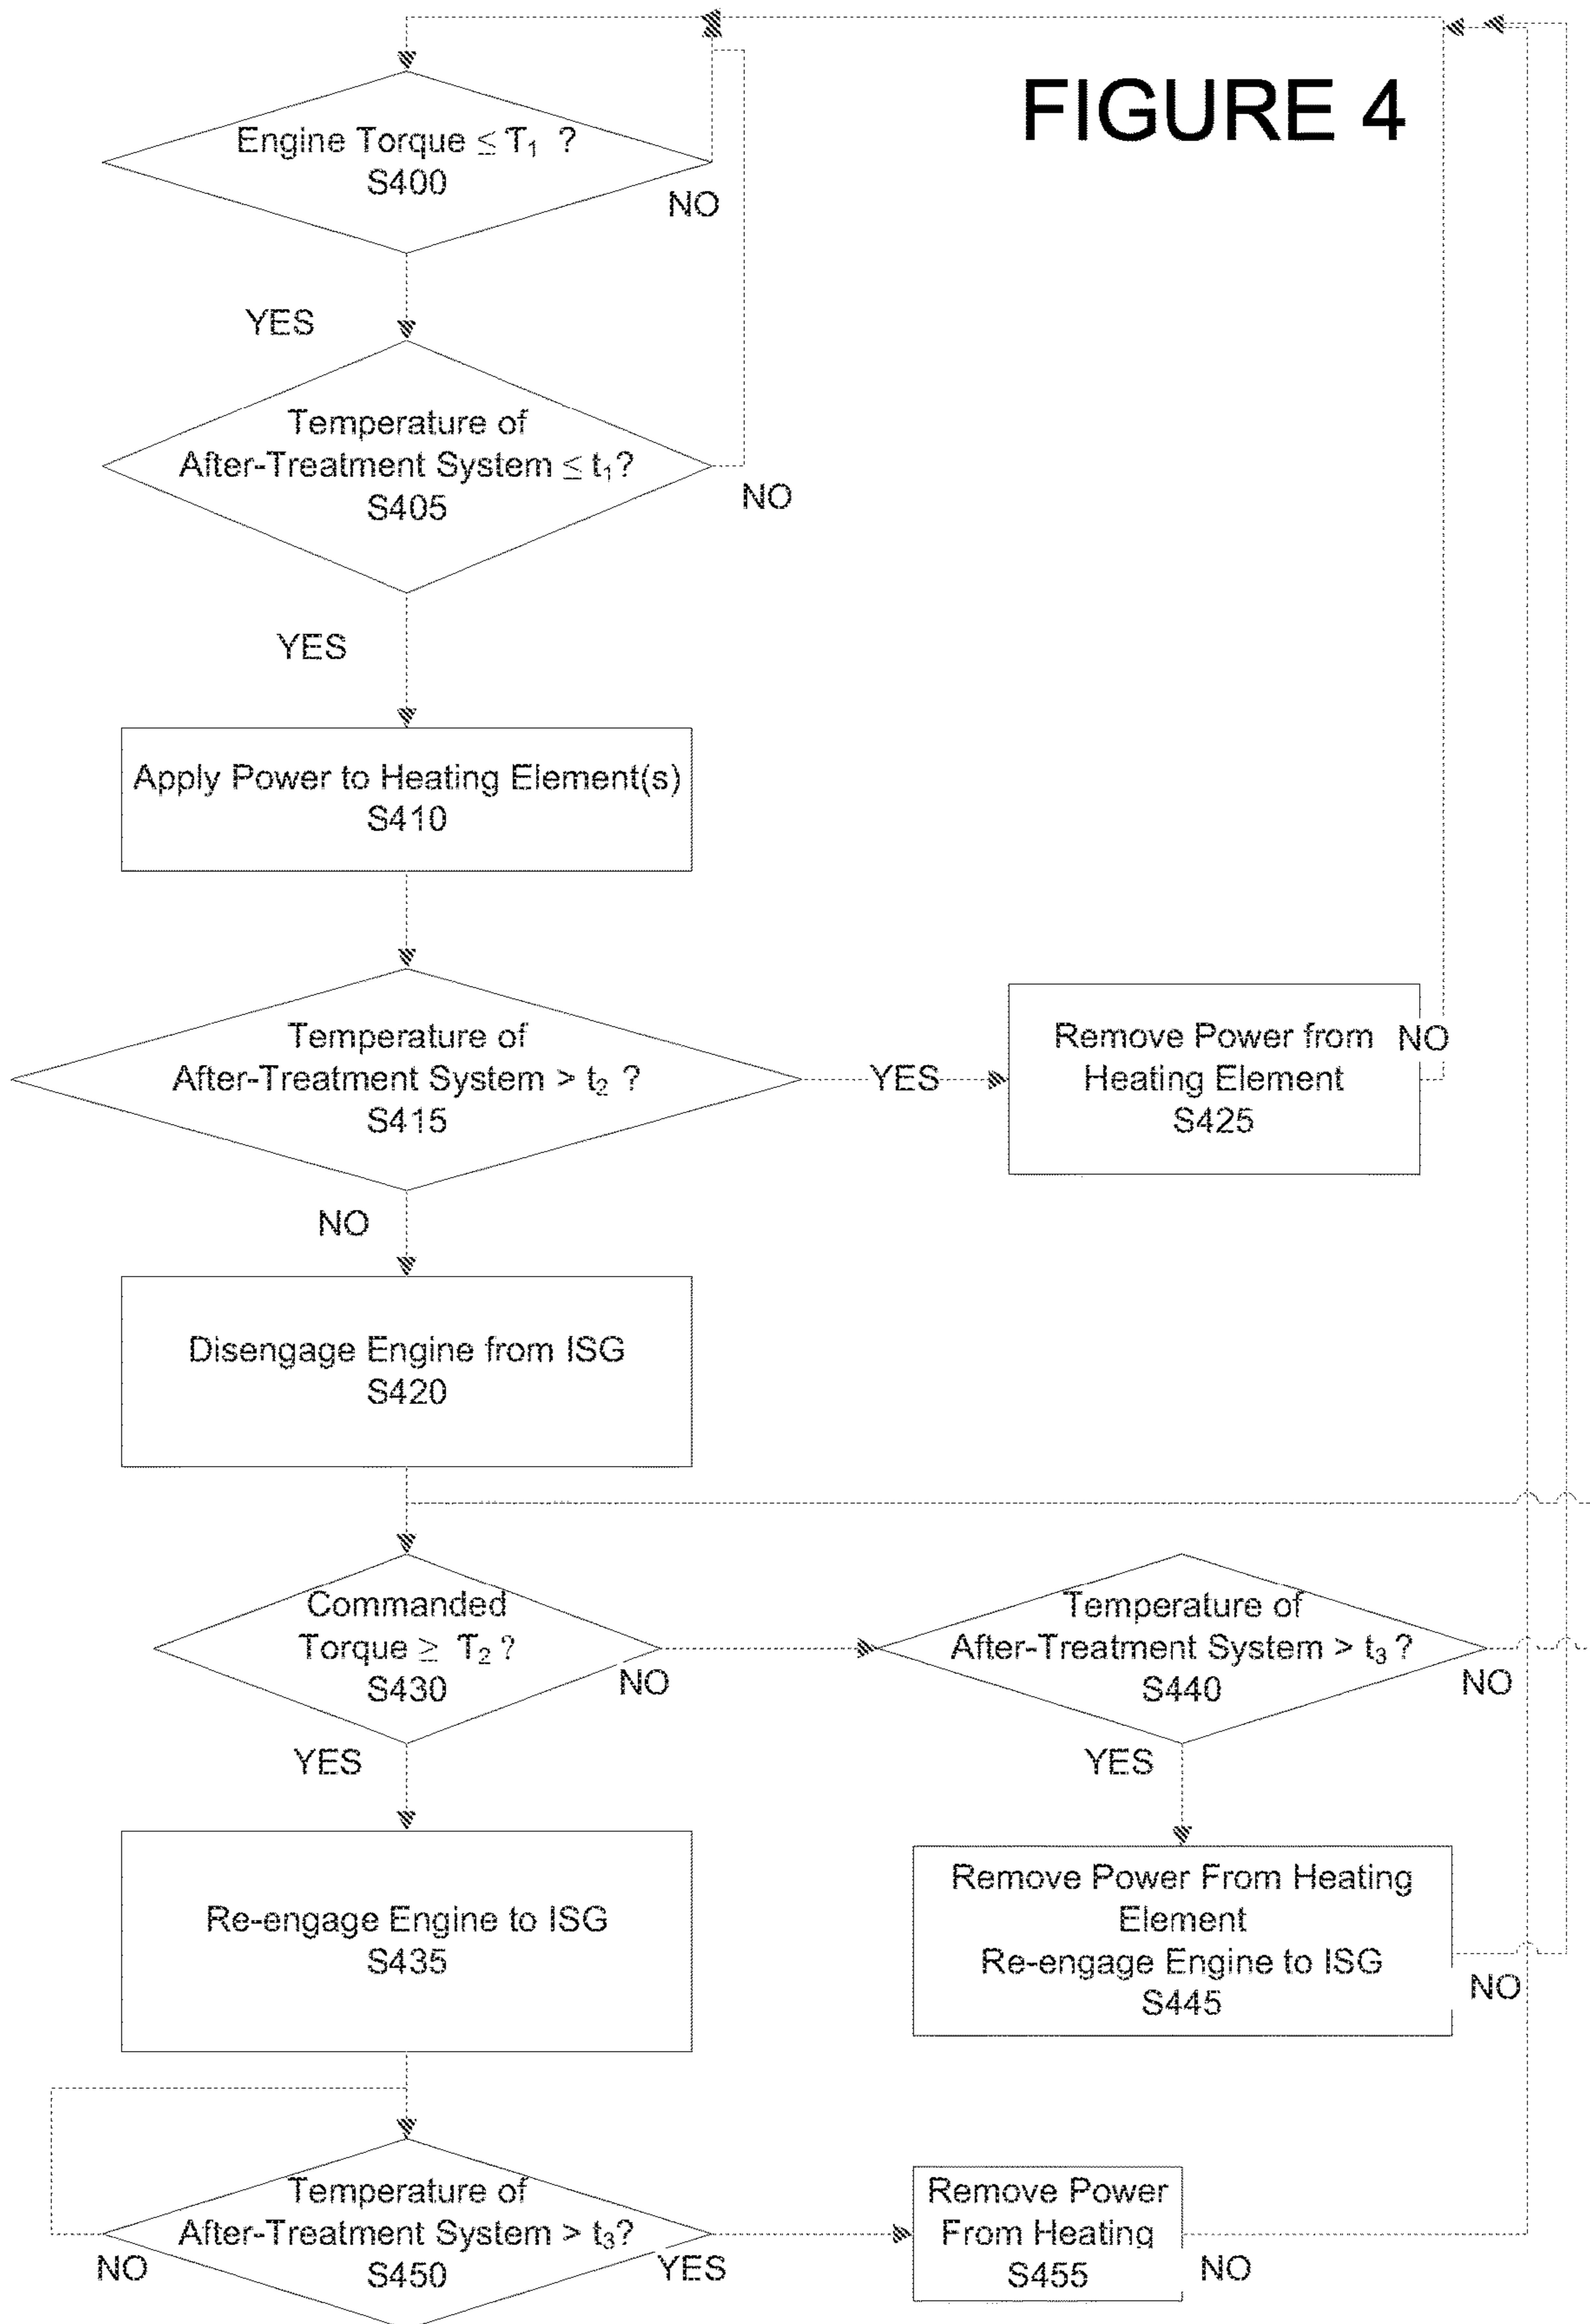 FIGURE 4
Engine Torque ≤ T₁ ?
S400
NO
YES
Temperature of
After-Treatment System ≤ t₁?
S405
NO
YES
Apply Power to Heating Element(s)
S410
Temperature of
After-Treatment System > t₂ ?
S415
YES
Remove Power from
Heating Element
S425
NO
NO
Disengage Engine from ISG
S420
Commanded
Torque ≥ T₂ ?
S430
NO
Temperature of
After-Treatment System > t₃ ?
S440
NO
YES
YES
Re-engage Engine to ISG
S435
Remove Power From Heating
Element
Re-engage Engine to ISG
S445
NO
Temperature of
After-Treatment System > t₃?
S450
NO
YES
Remove Power
From Heating
S455
NO